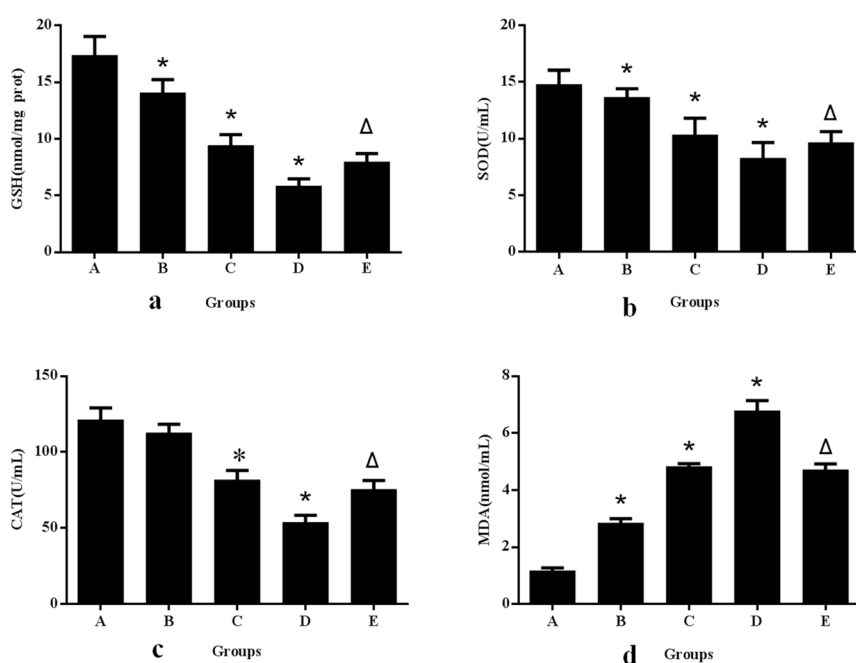 20
15
10
5
0
GSH(nmol/mg prot)
* * * Δ
A B C D E
a Groups
20
15
10
5
0
SOD(U/mL)
* * * Δ
A B C D E
b Groups
150
100
50
0
CAT(U/mL)
* * Δ
A B C D E
c Groups
8
6
4
2
0
MDA(nmol/mL)
* * * Δ
A B C D E
d Groups